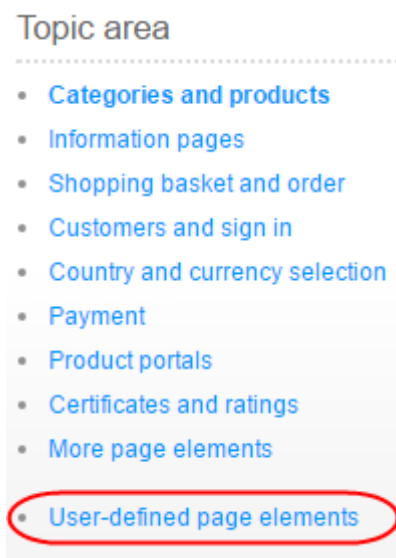 Topic area
Categories and products
Information pages
Shopping basket and order
Customers and sign in
Country and currency selection
Payment
Product portals
Certificates and ratings
More page elements
User-defined page elements